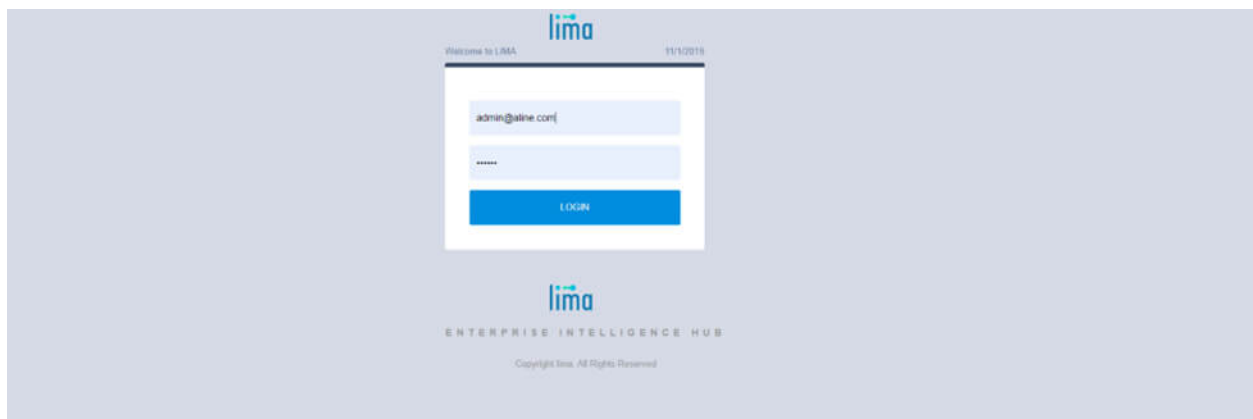 lima
Welcome to LIMA 11/1/2019
admin@aline.com
••••••
LOGIN
lima
ENTERPRISE INTELLIGENCE HUB
Copyright lima. All Rights Reserved